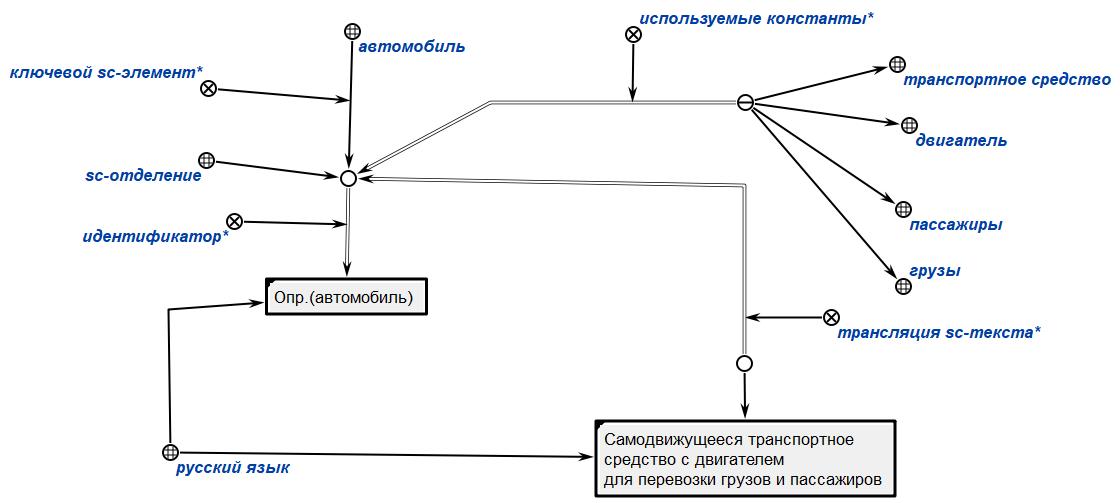 используемые константы*
автомобиль
ключевой sc-элемент*
транспортное средство
двигатель
sc-отделение
пассажиры
идентификатор*
грузы
Опр.(автомобиль)
трансляция sc-текста*
Самодвижущееся транспортное
средство с двигателем
для перевозки грузов и пассажиров
русский язык